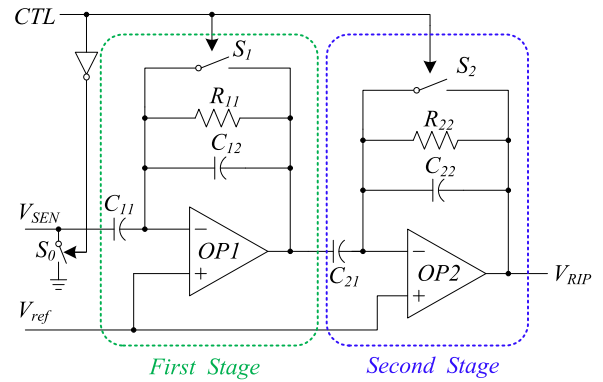 CTL
S1
S2
R11
R22
C12
C22
C11
VSEN
S0
OP1
OP2
C21
VRIP
Vref
−
+
−
+
First Stage
Second Stage